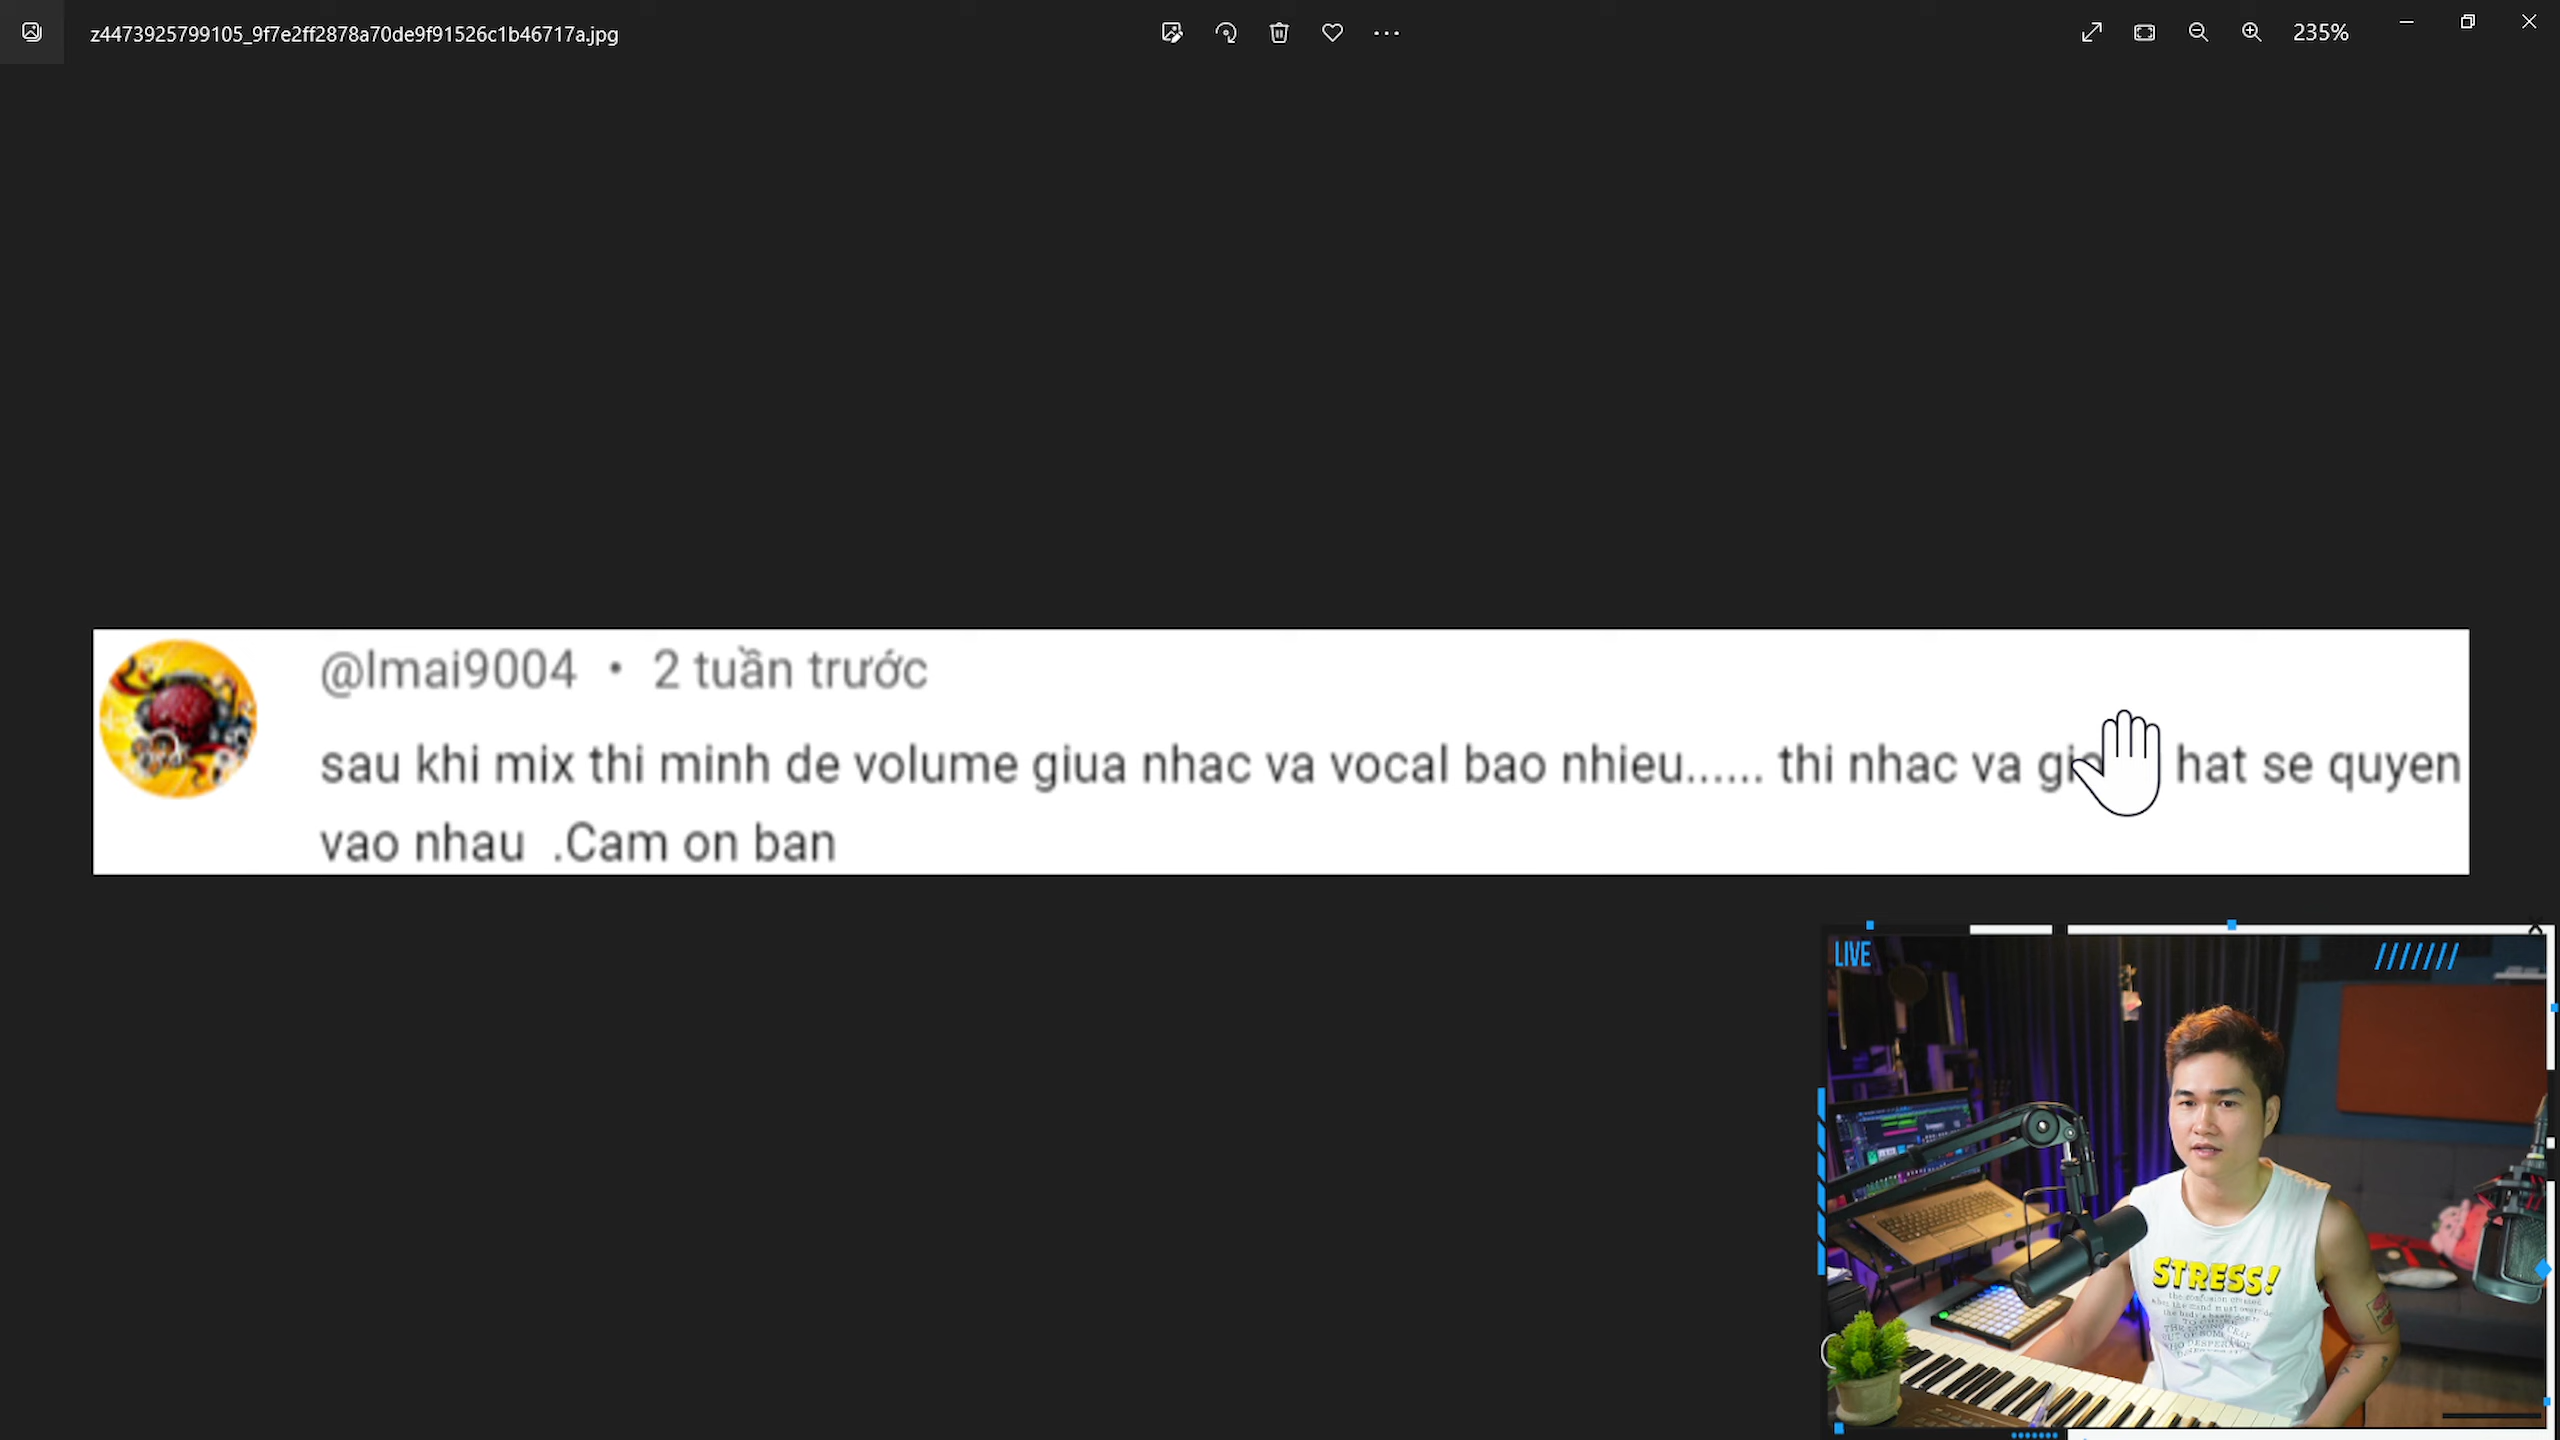 z4473925799105_9f7e2ff2878a70de9f91526c1b46717a.jpg
235%
@lmai9004 • 2 tuần trước
sau khi mix thi minh de volume giua nhac va vocal bao nhieu...... thi nhac va hat se quyen
vao nhau .Cam on ban
LIVE
STRESS!